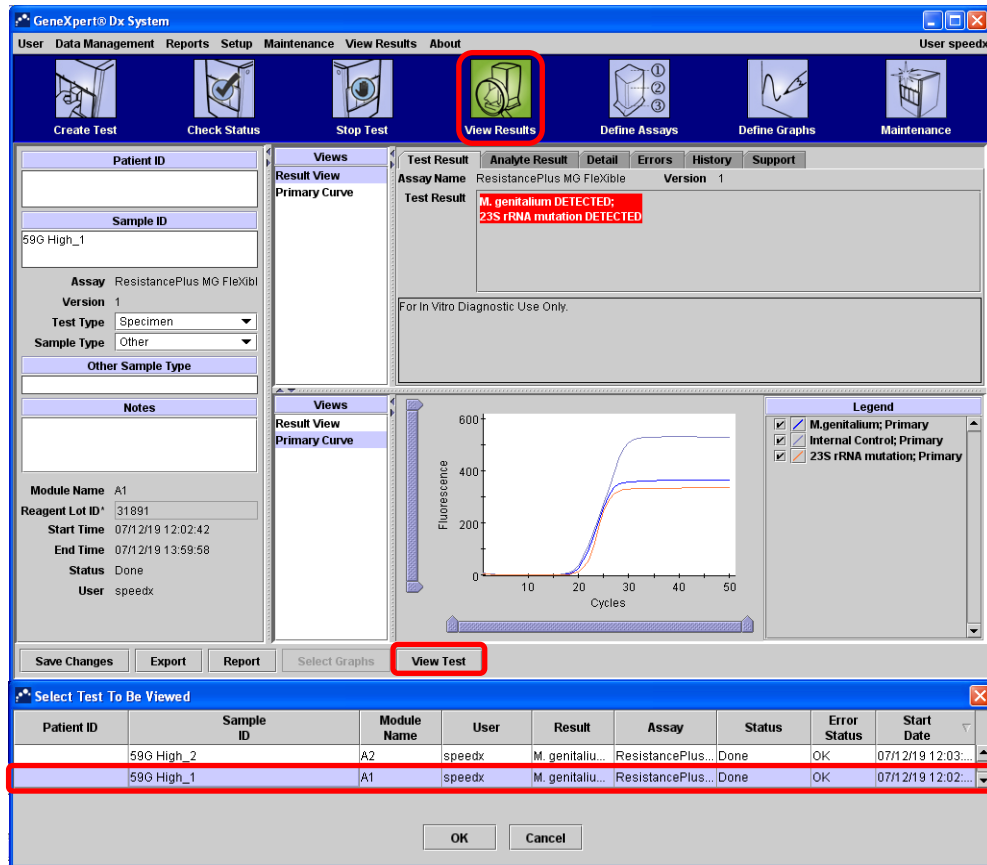 GeneXpert® Dx System
User Data Management Reports Setup Maintenance View Results About User speedx
Create Test Check Status Stop Test View Results Define Assays Define Graphs Maintenance
Patient ID
Sample ID
59G High_1
Assay ResistancePlus MG FleXibl
Version 1
Test Type Specimen
Sample Type Other
Other Sample Type
Notes
Module Name A1
Reagent Lot ID* 31891
Start Time 07/12/19 12:02:42
End Time 07/12/19 13:59:58
Status Done
User speedx
Views
Result View
Primary Curve
Test Result Analyte Result Detail Errors History Support
Assay Name ResistancePlus MG FleXible Version 1
Test Result M. genitalium DETECTED;
23S rRNA mutation DETECTED
For In Vitro Diagnostic Use Only.
Views
Result View
Primary Curve
Fluorescence
600
400
200
0
10 20 30 40 50
Cycles
Legend
M.genitalium; Primary
Internal Control; Primary
23S rRNA mutation; Primary
Save Changes Export Report Select Graphs View Test
Select Test To Be Viewed
Patient ID Sample ID Module Name User Result Assay Status Error Status Start Date
59G High_2 A2 speedx M. genitaliu... ResistancePlus... Done OK 07/12/19 12:03:...
59G High_1 A1 speedx M. genitaliu... ResistancePlus... Done OK 07/12/19 12:02:...
OK Cancel